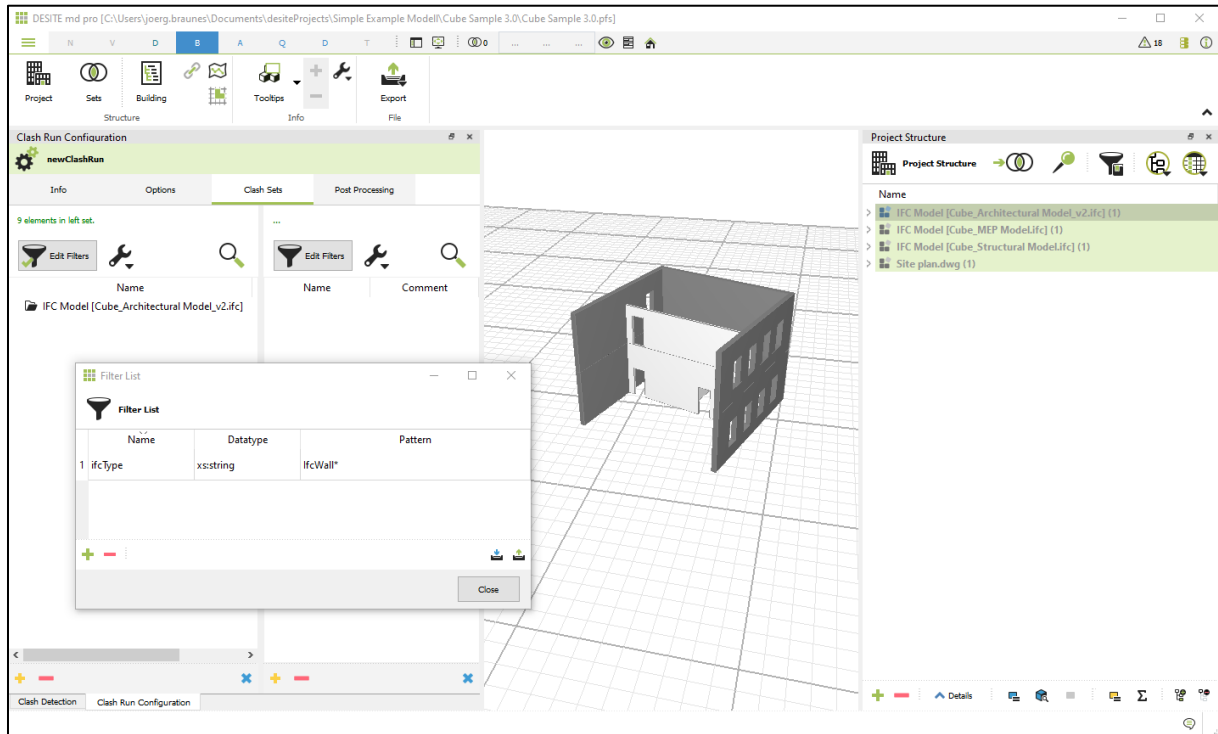 DESITE md pro [C:\Users\joerg.braunes\Documents\desiteProjects\Simple Example Modell\Cube Sample 3.0\Cube Sample 3.0.pfs]
N V D B A Q D T 0 ... ... ... 18
Project Sets Building Tooltips Export
Structure Info File
Clash Run Configuration
newClashRun
Info Options Clash Sets Post Processing
9 elements in left set. ...
Edit Filters Edit Filters
Name Name Comment
IFC Model [Cube_Architectural Model_v2.ifc]
Filter List
Filter List
Name Datatype Pattern
1 ifcType xs:string IfcWall*
Close
Clash Detection Clash Run Configuration
Project Structure
Project Structure
Name
IFC Model [Cube_Architectural Model_v2.ifc] (1)
IFC Model [Cube_MEP Model.ifc] (1)
IFC Model [Cube_Structural Model.ifc] (1)
Site plan.dwg (1)
Details